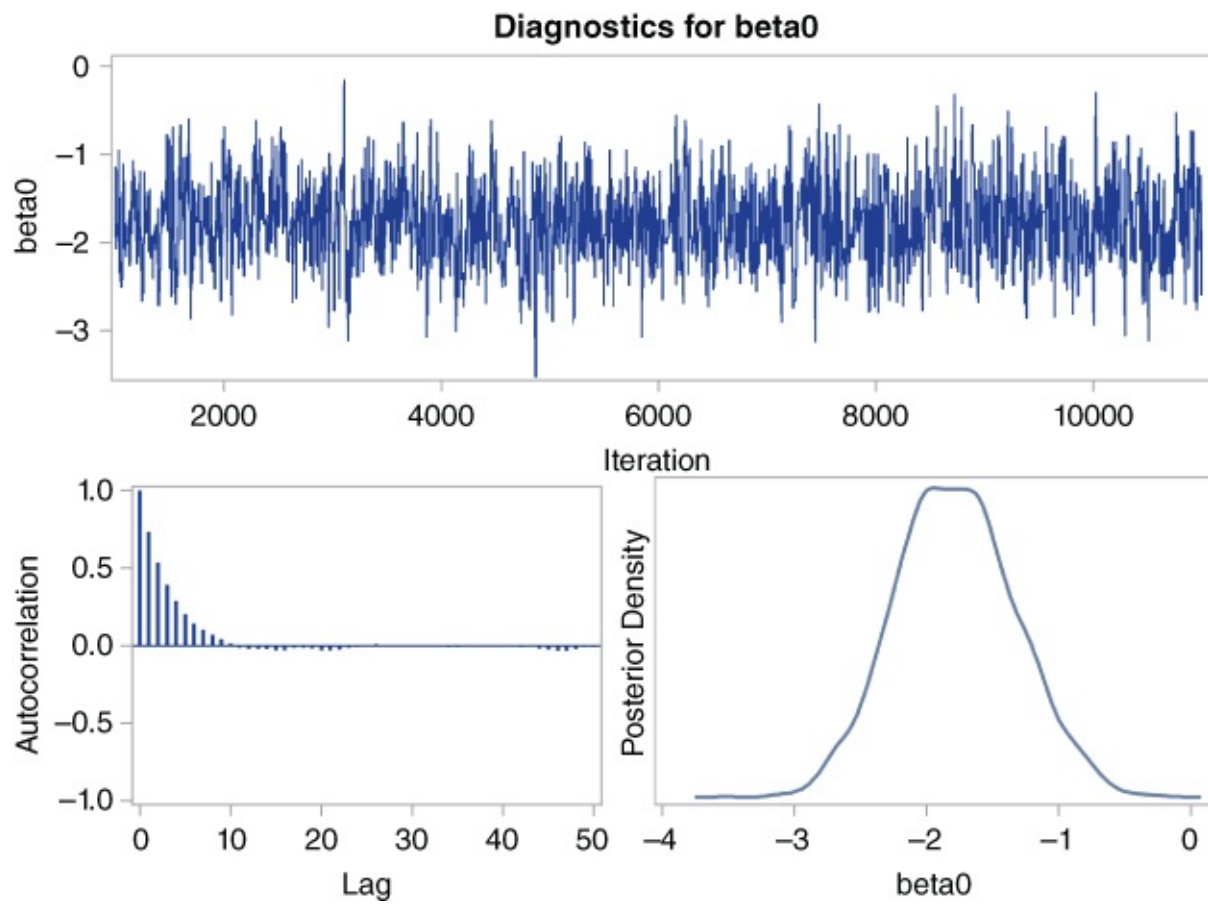 Diagnostics for beta0
beta0
0
–1
–2
–3
2000 4000 6000 8000 10000
Iteration
Autocorrelation
1.0
0.5
0.0
–0.5
–1.0
0 10 20 30 40 50
Lag
Posterior Density
–4 –3 –2 –1 0
beta0